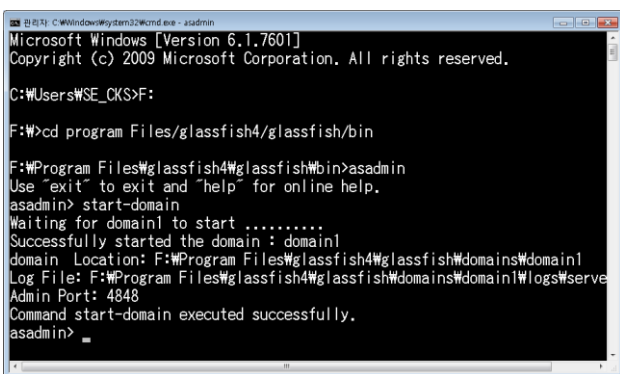 관리자: C:₩Windows₩system32₩cmd.exe - asadmin
Microsoft Windows [Version 6.1.7601]
Copyright (c) 2009 Microsoft Corporation. All rights reserved.
C:₩Users₩SE_CKS>F:
F:₩>cd program Files/glassfish4/glassfish/bin
F:₩Program Files₩glassfish4₩glassfish₩bin>asadmin
Use ˝exit˝ to exit and ˝help˝ for online help.
asadmin> start-domain
Waiting for domain1 to start ..........
Successfully started the domain : domain1
domain  Location: F:₩Program Files₩glassfish4₩glassfish₩domains₩domain1
Log File: F:₩Program Files₩glassfish4₩glassfish₩domains₩domain1₩logs₩serve
Admin Port: 4848
Command start-domain executed successfully.
asadmin> _